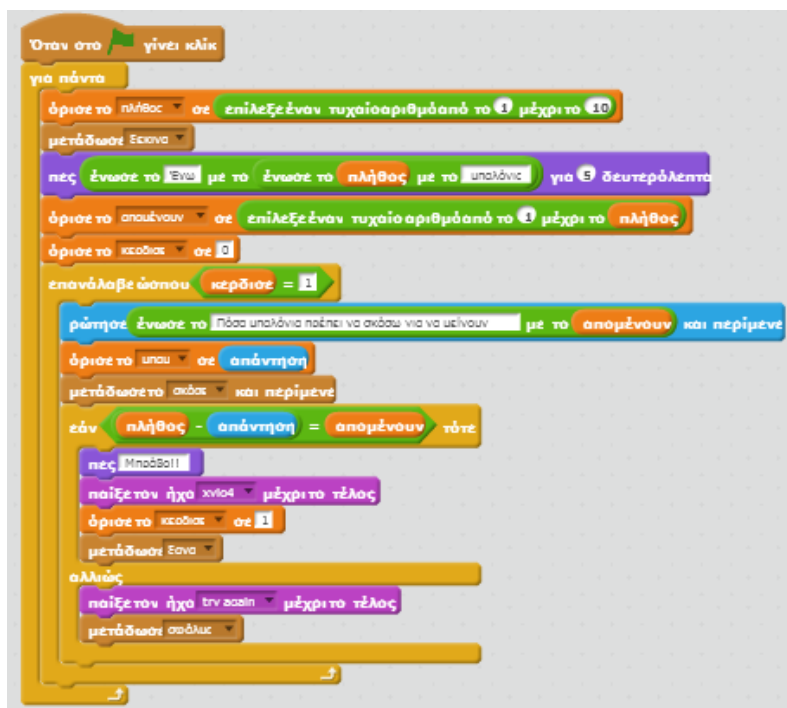 Όταν στο γίνει κλίκ
για πάντα
όρισε το πλήθος σε επίλεξε έναν τυχαίο αριθμό από το 1 μέχρι το 10
μετάδωσε Ξεκινα
πες ένωσε το Έχω με το ένωσε το πλήθος με το μπαλόνια για 5 δευτερόλεπτα
όρισε το απομένουν σε επίλεξε έναν τυχαίο αριθμό από το 1 μέχρι το πλήθος
όρισε το κερδισε σε 0
επανάλαβε ώσπου κερδισε = 1
ρώτησε ένωσε το Πόσα μπαλόνια πρέπει να σκάσω για να μείνουν με το απομένουν και περίμενε
όρισε το μπαμ σε απάντηση
μετάδωσε το σκάσε και περίμενε
εάν πλήθος - απάντηση = απομένουν τότε
πες Μπράβο!!
παίξε τον ήχο xylo4 μέχρι το τέλος
όρισε το κερδισε σε 1
μετάδωσε Ξανα
αλλιώς
παίξε τον ήχο try again μέχρι το τέλος
μετάδωσε